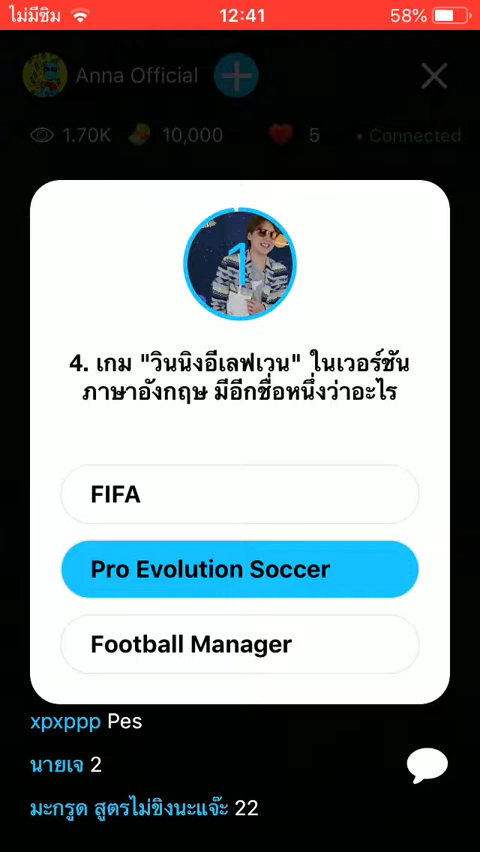 ไม่มีซิม 12:41 58%
Anna Official
1.70K 10,000 5 • Connected
1
4. เกม "วินนิงอีเลฟเวน" ในเวอร์ชัน
ภาษาอังกฤษ มีอีกชื่อหนึ่งว่าอะไร
FIFA
Pro Evolution Soccer
Football Manager
xpxppp Pes
นายเจ 2
มะกรูด สูตรไม่ขิงนะแจ๊ะ 22